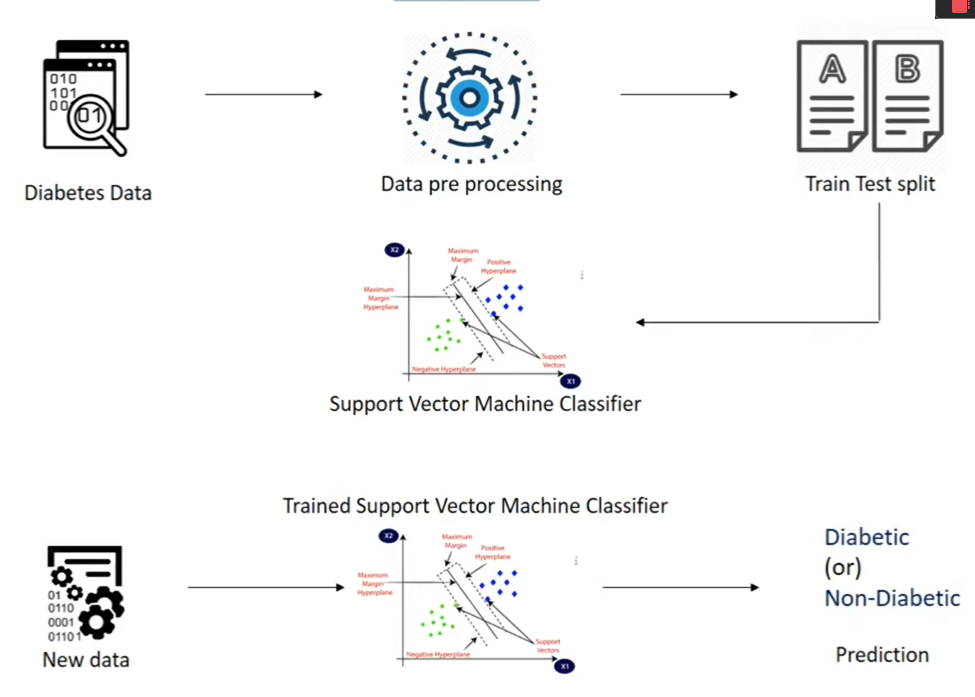 010
101
00
01
Diabetes Data
Data pre processing
A
B
Train Test split
X2
Maximum
Margin
Positive
Hyperplane
Maximum
Margin
Hyperplane
Support
Vectors
Negative Hyperplane
X1
Support Vector Machine Classifier
Trained Support Vector Machine Classifier
X2
Maximum
Margin
Positive
Hyperplane
Maximum
Margin
Hyperplane
Support
Vectors
Negative Hyperplane
X1
01
0110
0001
01101
New data
Diabetic
(or)
Non-Diabetic
Prediction